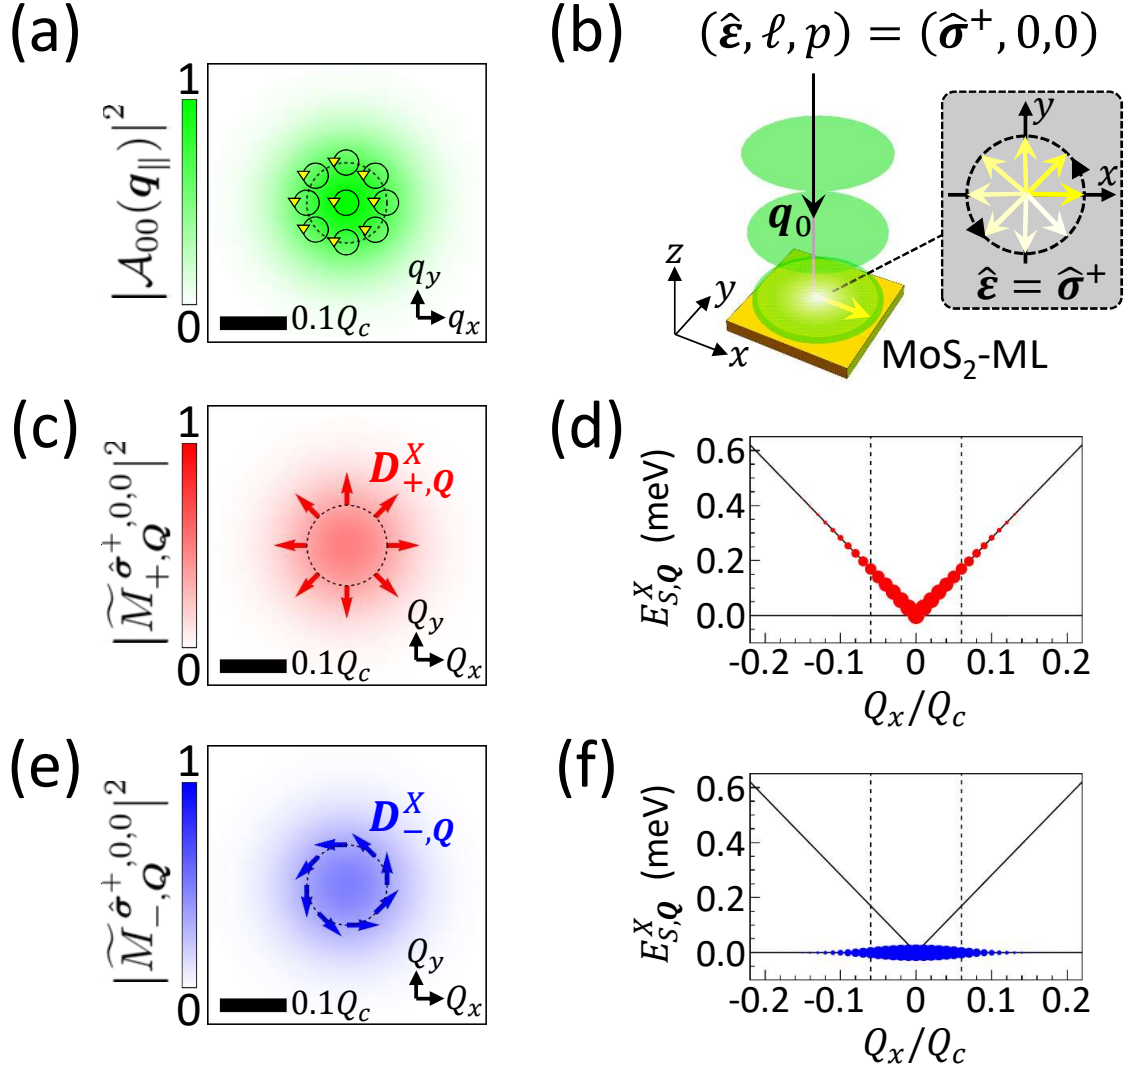 (a)
|𝒜₀₀(q∥)|²
1
0
q_y
q_x
0.1Q_c
(b)
(ε̂, ℓ, p) = (σ̂⁺, 0,0)
q₀
z
y
x
MoS₂-ML
y
x
ε̂ = σ̂⁺
(c)
|M̃^{σ̂⁺,0,0}_{+,Q}|²
1
0
D^X_{+,Q}
Q_y
Q_x
0.1Q_c
(d)
E^X_{S,Q} (meV)
0.6
0.4
0.2
0.0
-0.2 -0.1 0 0.1 0.2
Q_x/Q_c
(e)
|M̃^{σ̂⁺,0,0}_{-,Q}|²
1
0
D^X_{-,Q}
Q_y
Q_x
0.1Q_c
(f)
E^X_{S,Q} (meV)
0.6
0.4
0.2
0.0
-0.2 -0.1 0 0.1 0.2
Q_x/Q_c